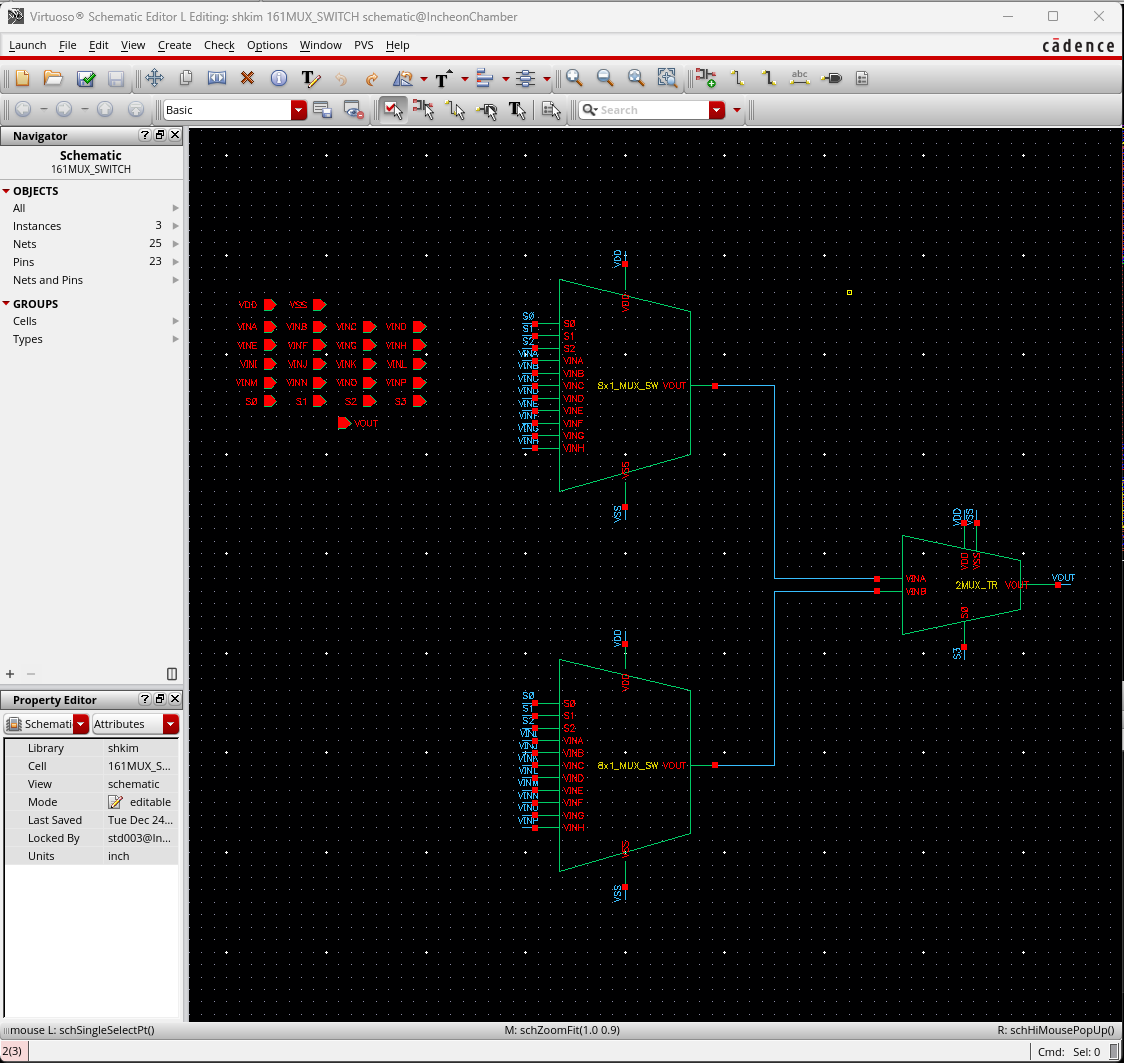 Virtuoso® Schematic Editor L Editing: shkim 161MUX_SWITCH schematic@IncheonChamber
Launch File Edit View Create Check Options Window PVS Help
cādence
Basic
Search
Navigator
Schematic
161MUX_SWITCH
OBJECTS
All
Instances 3
Nets 25
Pins 23
Nets and Pins
GROUPS
Cells
Types
Property Editor
Schemati Attributes
Library shkim
Cell 161MUX_S...
View schematic
Mode editable
Last Saved Tue Dec 24...
Locked By std003@In...
Units inch
VDD VSS
VINA VINB VINC VIND
VINE VINF VING VINH
VINI VINJ VINK VINL
VINM VINN VINO VINP
S0 S1 S2 S3
VOUT
VDD
VDD
S0 S0
S1 S1
S2 S2
VINA VINA
VINB VINB
VINC VINC
VIND VIND
VINE VINE
VINF VINF
VING VING
VINH VINH
8x1_MUX_SW VOUT
VSS
VSS
VDD VSS
VDD VSS
VINA
VINB
2MUX_TR VOUT
VOUT
S0
S3
VDD
VDD
S0 S0
S1 S1
S2 S2
VINI VINA
VINJ VINB
VINK VINC
VINL VIND
VINM VINE
VINN VINF
VINO VING
VINP VINH
8x1_MUX_SW VOUT
VSS
VSS
mouse L: schSingleSelectPt() M: schZoomFit(1.0 0.9) R: schHiMousePopUp()
2(3) Cmd: Sel: 0